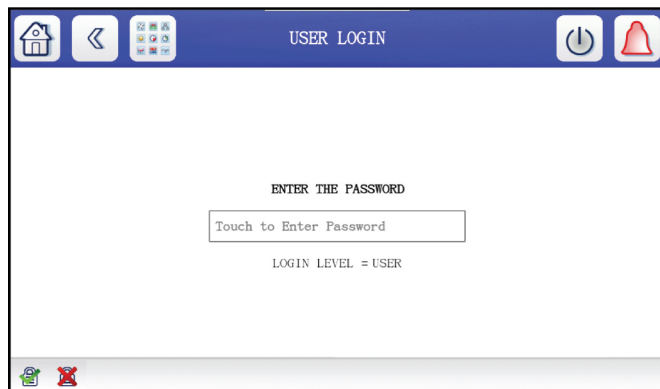 USER LOGIN
ENTER THE PASSWORD
Touch to Enter Password
LOGIN LEVEL = USER